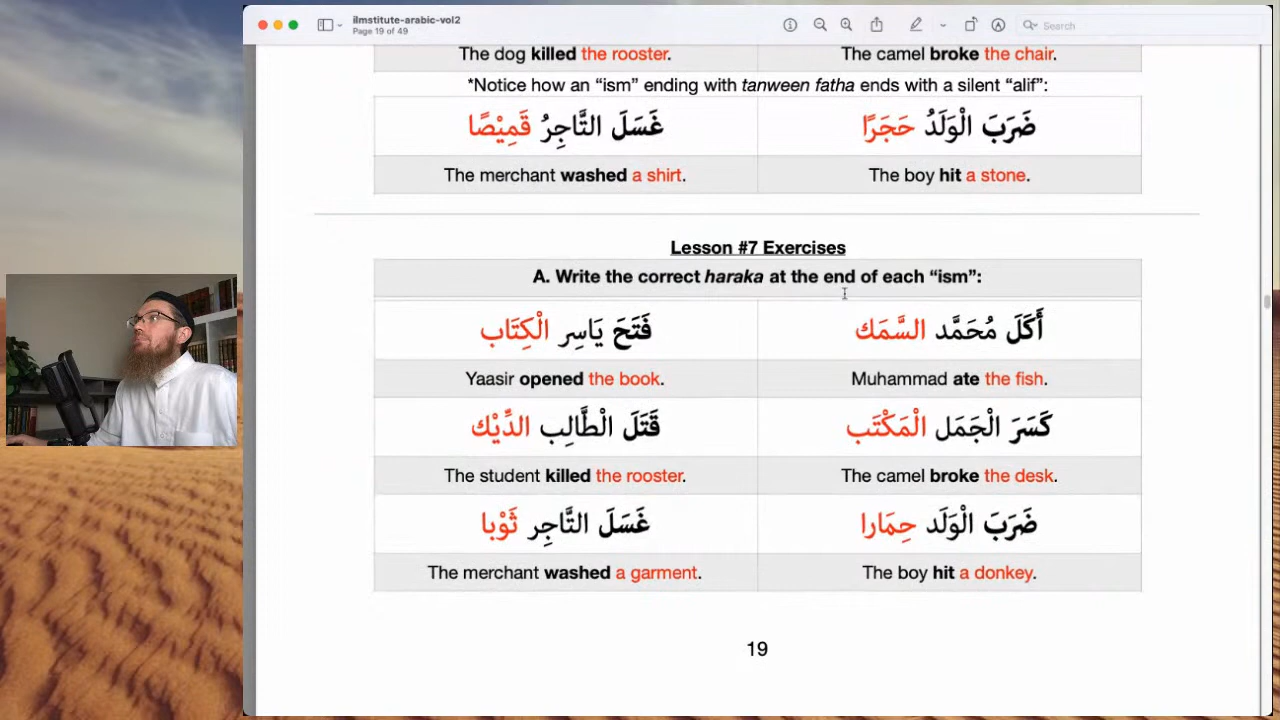 ilmstitute-arabic-vol2
Page 19 of 49
Search
The dog killed the rooster.
The camel broke the chair.
*Notice how an “ism” ending with tanween fatha ends with a silent “alif”:
غَسَلَ التَّاجِرُ قَمِيْصًا
ضَرَبَ الْوَلَدُ حَجَرًا
The merchant washed a shirt.
The boy hit a stone.
Lesson #7 Exercises
A. Write the correct haraka at the end of each “ism”:
فَتَحَ يَاسِر الْكِتَاب
أَكَلَ مُحَمَّد السَّمَك
Yaasir opened the book.
Muhammad ate the fish.
قَتَلَ الْطَّالِب الدِّيْك
كَسَرَ الْجَمَل الْمَكْتَب
The student killed the rooster.
The camel broke the desk.
غَسَلَ التَّاجِر ثَوْبا
ضَرَبَ الْوَلَد حِمَارا
The merchant washed a garment.
The boy hit a donkey.
19